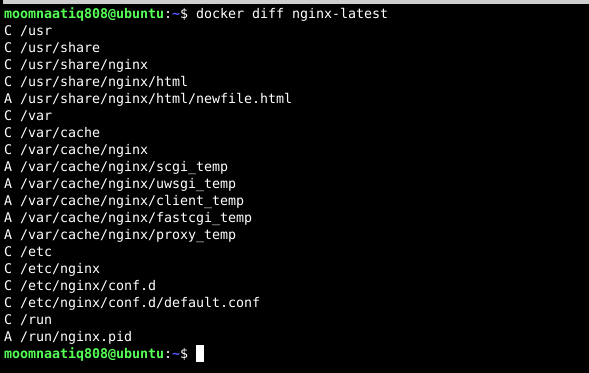 moomnaatiq808@ubuntu:~$ docker diff nginx-latest
C /usr
C /usr/share
C /usr/share/nginx
C /usr/share/nginx/html
A /usr/share/nginx/html/newfile.html
C /var
C /var/cache
C /var/cache/nginx
A /var/cache/nginx/scgi_temp
A /var/cache/nginx/uwsgi_temp
A /var/cache/nginx/client_temp
A /var/cache/nginx/fastcgi_temp
A /var/cache/nginx/proxy_temp
C /etc
C /etc/nginx
C /etc/nginx/conf.d
C /etc/nginx/conf.d/default.conf
C /run
A /run/nginx.pid
moomnaatiq808@ubuntu:~$